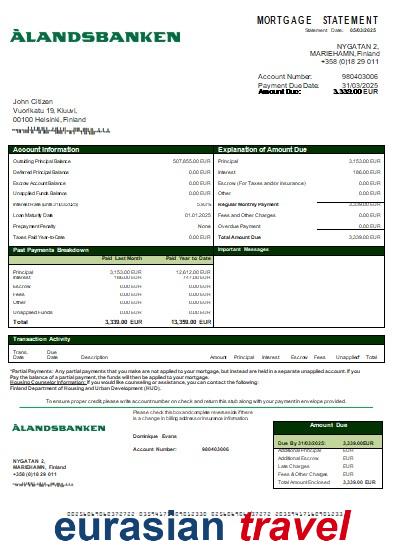 MORTGAGE STATEMENT
Statement Date: 05/03/2025
ÅLANDSBANKEN
NYGATAN 2,
MARIEHAMN, Finland
+358 (0)18 29 011
Account Number: 980403006
Payment Due Date: 31/03/2025
Amount Due: 3,339.00 EUR
John Citizen
Vuorikatu 19, Kluuvi,
00100 Helsinki, Finland
Account Information
Outstanding Principal Balance 507,855.00 EUR
Deferred Principal Balance 0.00 EUR
Escrow Account Balance 0.00 EUR
Unapplied Funds Balance 0.00 EUR
Interest Rate (Until 31/03/2025)
Loan Maturity Date 01.01.2025
Prepayment Penalty None
Taxes Paid Year-to-Date 0.00 EUR
Explanation of Amount Due
Principal 3,153.00 EUR
Interest 186.00 EUR
Escrow (For Taxes and/or Insurance) 0.00 EUR
Other 0.00 EUR
Regular Monthly Payment 3,339.00 EUR
Fees and Other Charges 0.00 EUR
Overdue Payment 0.00 EUR
Total Amount Due 3,339.00 EUR
Past Payments Breakdown
Paid Last Month Paid Year to Date
Principal 3,153.00 EUR 12,612.00 EUR
Interest 186.00 EUR 747.00 EUR
Escrow 0.00 EUR 0.00 EUR
Fees 0.00 EUR 0.00 EUR
Other 0.00 EUR 0.00 EUR
Unapplied Funds 0.00 EUR 0.00 EUR
Total 3,339.00 EUR 13,359.00 EUR
Important Messages
Transaction Activity
Trans. Date Due Date Description Amount Principal Interest Escrow Fees Unapplied* Total
*Partial Payments: Any partial payments that you make are not applied to your mortgage, but instead are held in a separate unapplied account. If you
Pay the balance of a partial payment, the funds will then be applied to your mortgage.
Housing Counselor Information: If you would like counseling or assistance, you can contact the following:
Finland Department of Housing and Urban Development (HUD).
To ensure proper credit please write account number on check and return this stub along with your payment in envelope provided.
Please check this box and complete reverse side if there
is a change in billing address or insurance information
ÅLANDSBANKEN
Dominique Evans
Account Number: 980403006
NYGATAN 2,
MARIEHAMN, Finland
+358 (0)18 29 011
Amount Due
Due By 31/03/2025: 3,339.00 EUR
Additional Principal EUR
Additional Escrow EUR
Late Charges EUR
Fees & Other Charges EUR
Total Amount Enclosed 3,339.00 EUR
eurasian travel